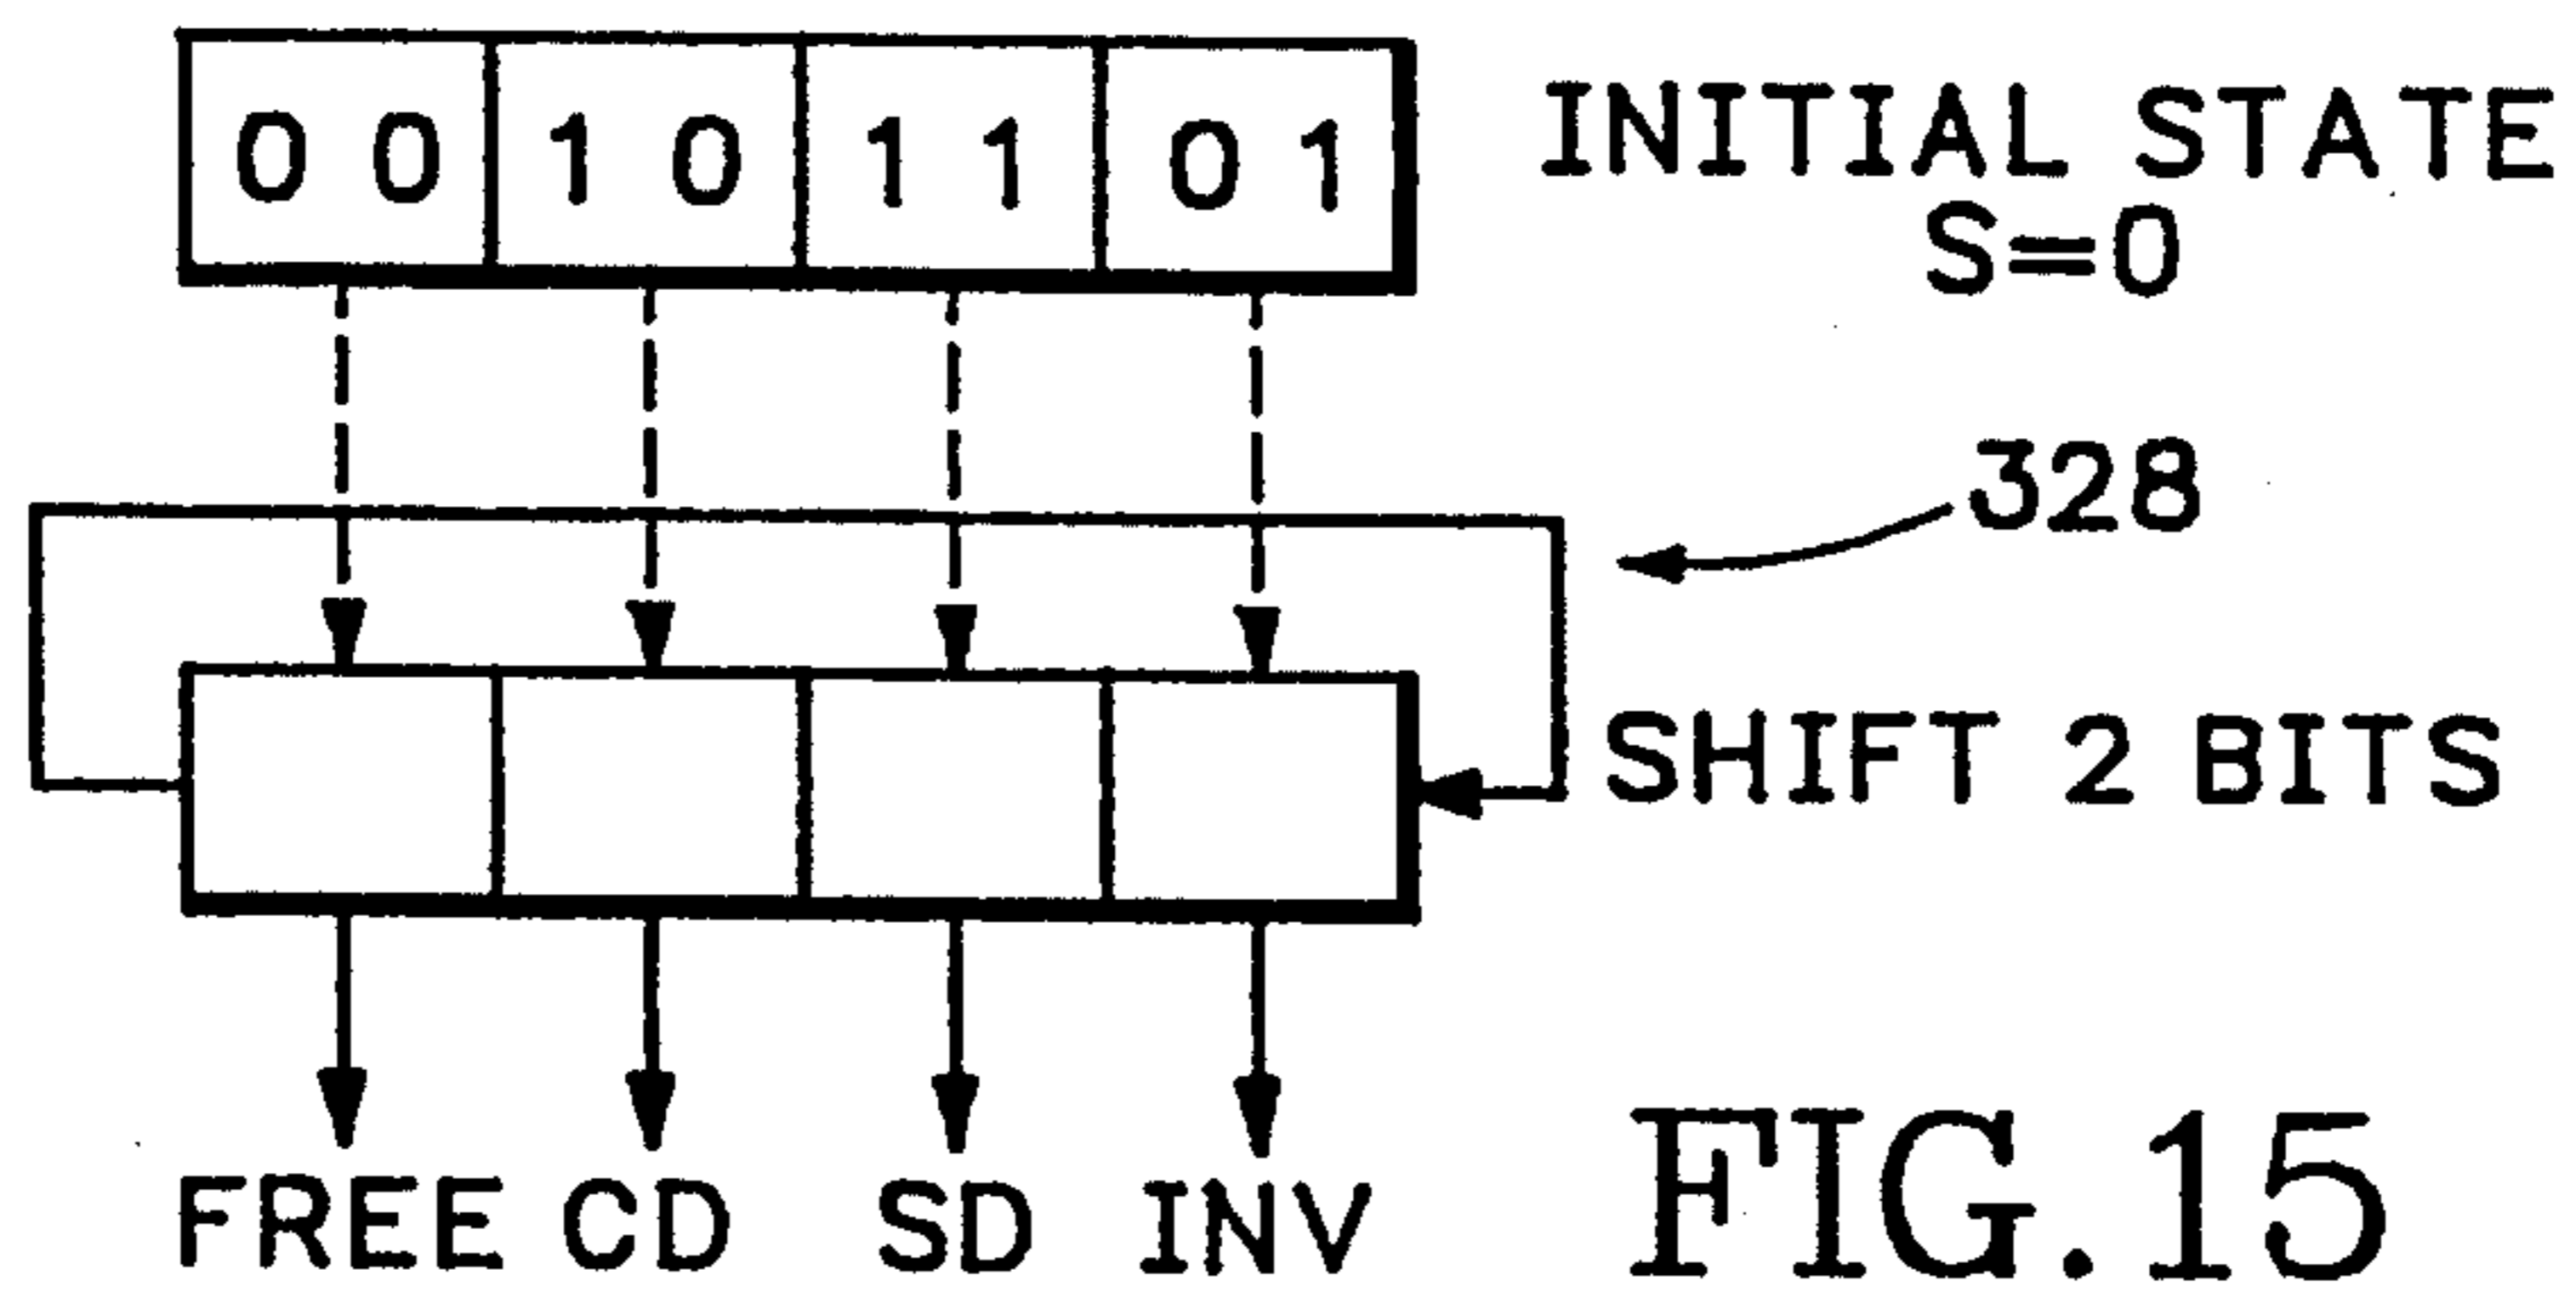 0 0 1 0 1 1 0 1
INITIAL STATE
S=0
328
SHIFT 2 BITS
FREE CD SD INV
FIG.15